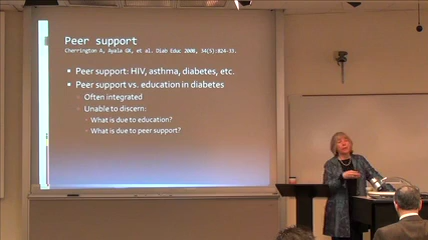 Peer support
Cherrington A, Ayala GX, et al. Diab Educ 2008, 34(5):824-33.
Peer support: HIV, asthma, diabetes, etc.
Peer support vs. education in diabetes
Often integrated
Unable to discern:
What is due to education?
What is due to peer support?